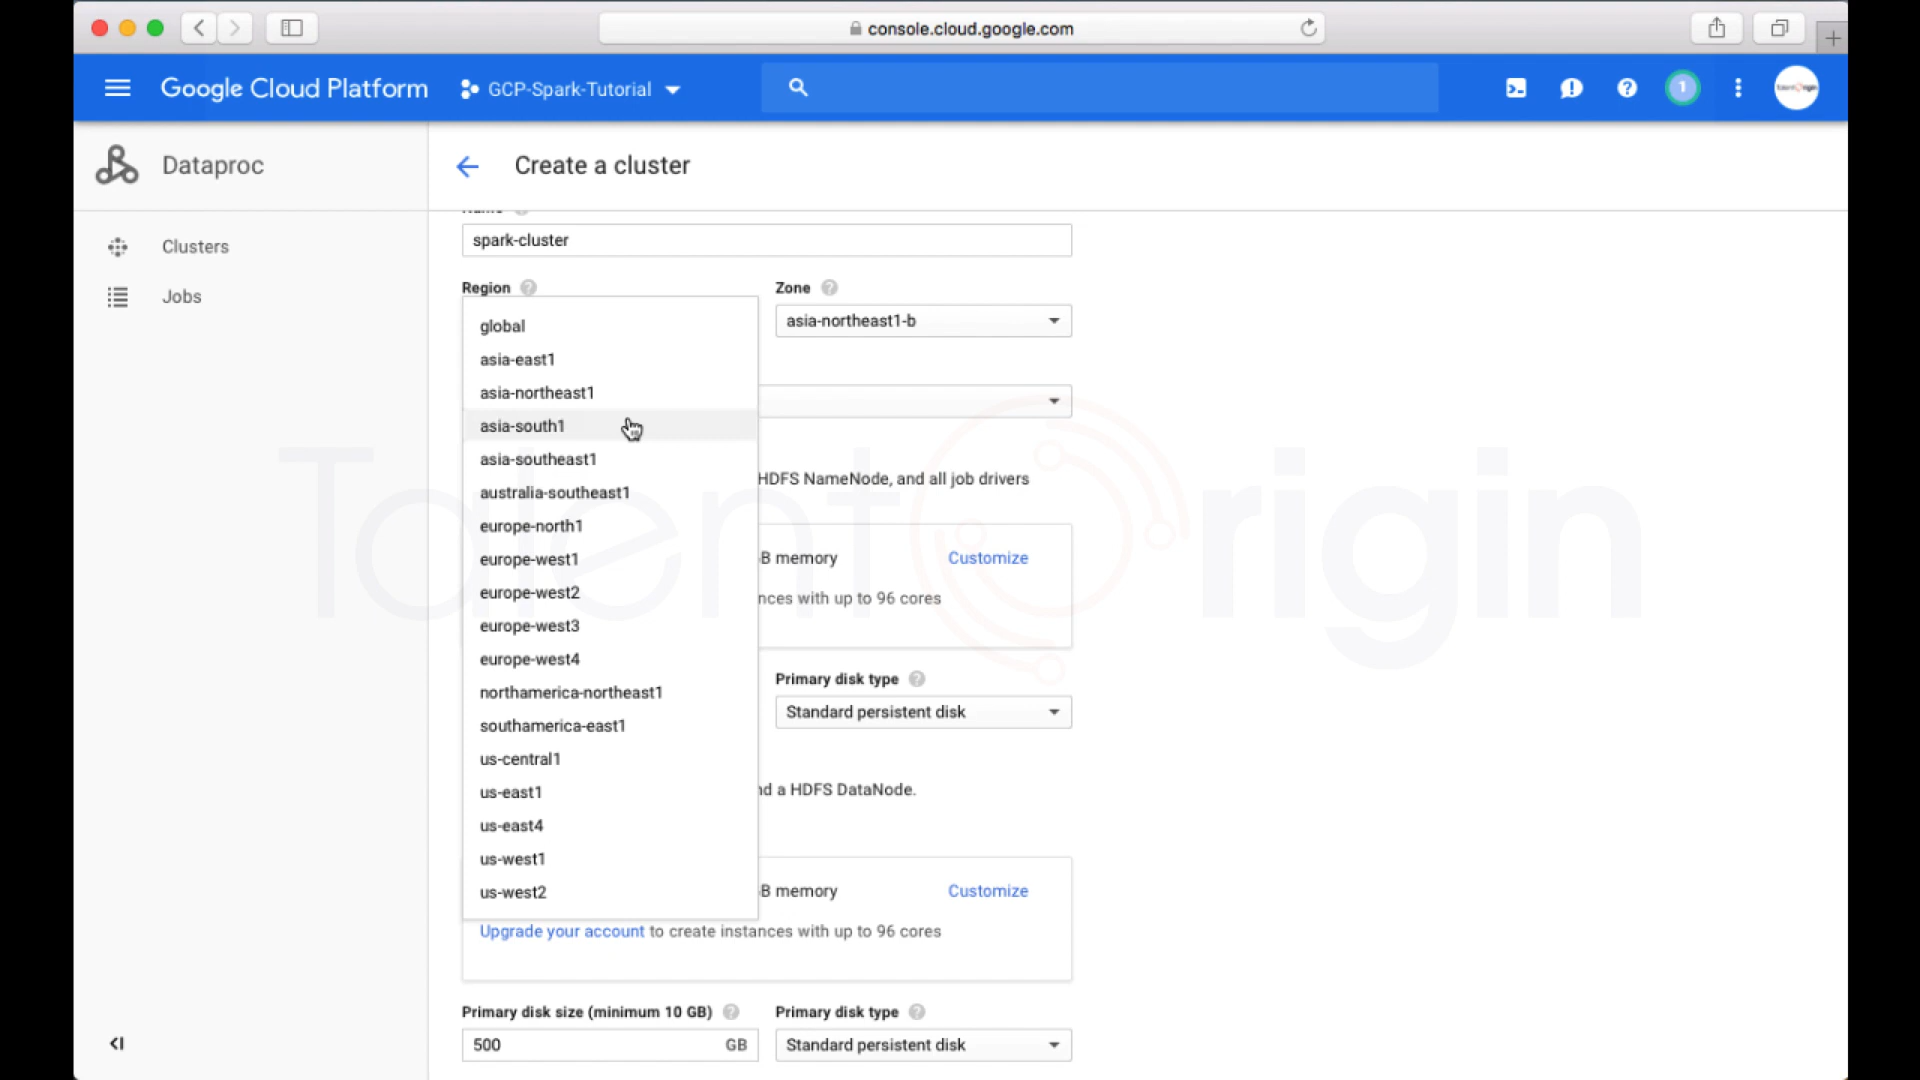 console.cloud.google.com
Google Cloud Platform
GCP-Spark-Tutorial
1
Dataproc
Create a cluster
Clusters
Jobs
spark-cluster
Region
Zone
global
asia-northeast1-b
asia-east1
asia-northeast1
asia-south1
asia-southeast1
HDFS NameNode, and all job drivers
australia-southeast1
europe-north1
europe-west1
B memory
Customize
europe-west2
nces with up to 96 cores
europe-west3
europe-west4
Primary disk type
northamerica-northeast1
Standard persistent disk
southamerica-east1
us-central1
us-east1
nd a HDFS DataNode.
us-east4
us-west1
us-west2
B memory
Customize
Upgrade your account to create instances with up to 96 cores
Primary disk size (minimum 10 GB)
Primary disk type
500 GB
Standard persistent disk
Talent Origin